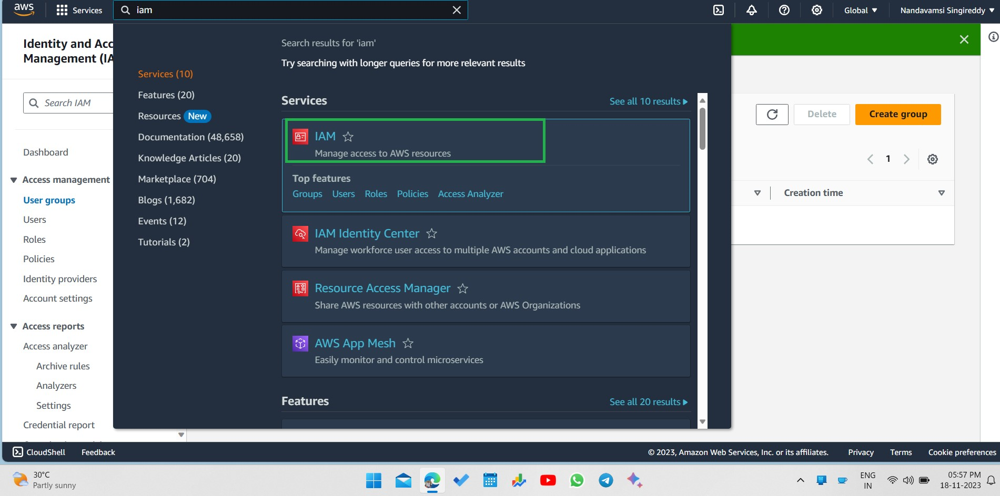 aws
Services
iam
Global ▼
Nandavamsi Singireddy ▼
Identity and Acc
Management (IA
Search IAM
Dashboard
Access management
User groups
Users
Roles
Policies
Identity providers
Account settings
Access reports
Access analyzer
Archive rules
Analyzers
Settings
Credential report
Services (10)
Features (20)
Resources New
Documentation (48,658)
Knowledge Articles (20)
Marketplace (704)
Blogs (1,682)
Events (12)
Tutorials (2)
Search results for 'iam'
Try searching with longer queries for more relevant results
Services
See all 10 results
IAM
Manage access to AWS resources
Top features
Groups Users Roles Policies Access Analyzer
IAM Identity Center
Manage workforce user access to multiple AWS accounts and cloud applications
Resource Access Manager
Share AWS resources with other accounts or AWS Organizations
AWS App Mesh
Easily monitor and control microservices
Features
See all 20 results
Delete
Create group
1
Creation time
CloudShell
Feedback
© 2023, Amazon Web Services, Inc. or its affiliates.
Privacy
Terms
Cookie preferences
30°C
Partly sunny
ENG
IN
05:57 PM
18-11-2023